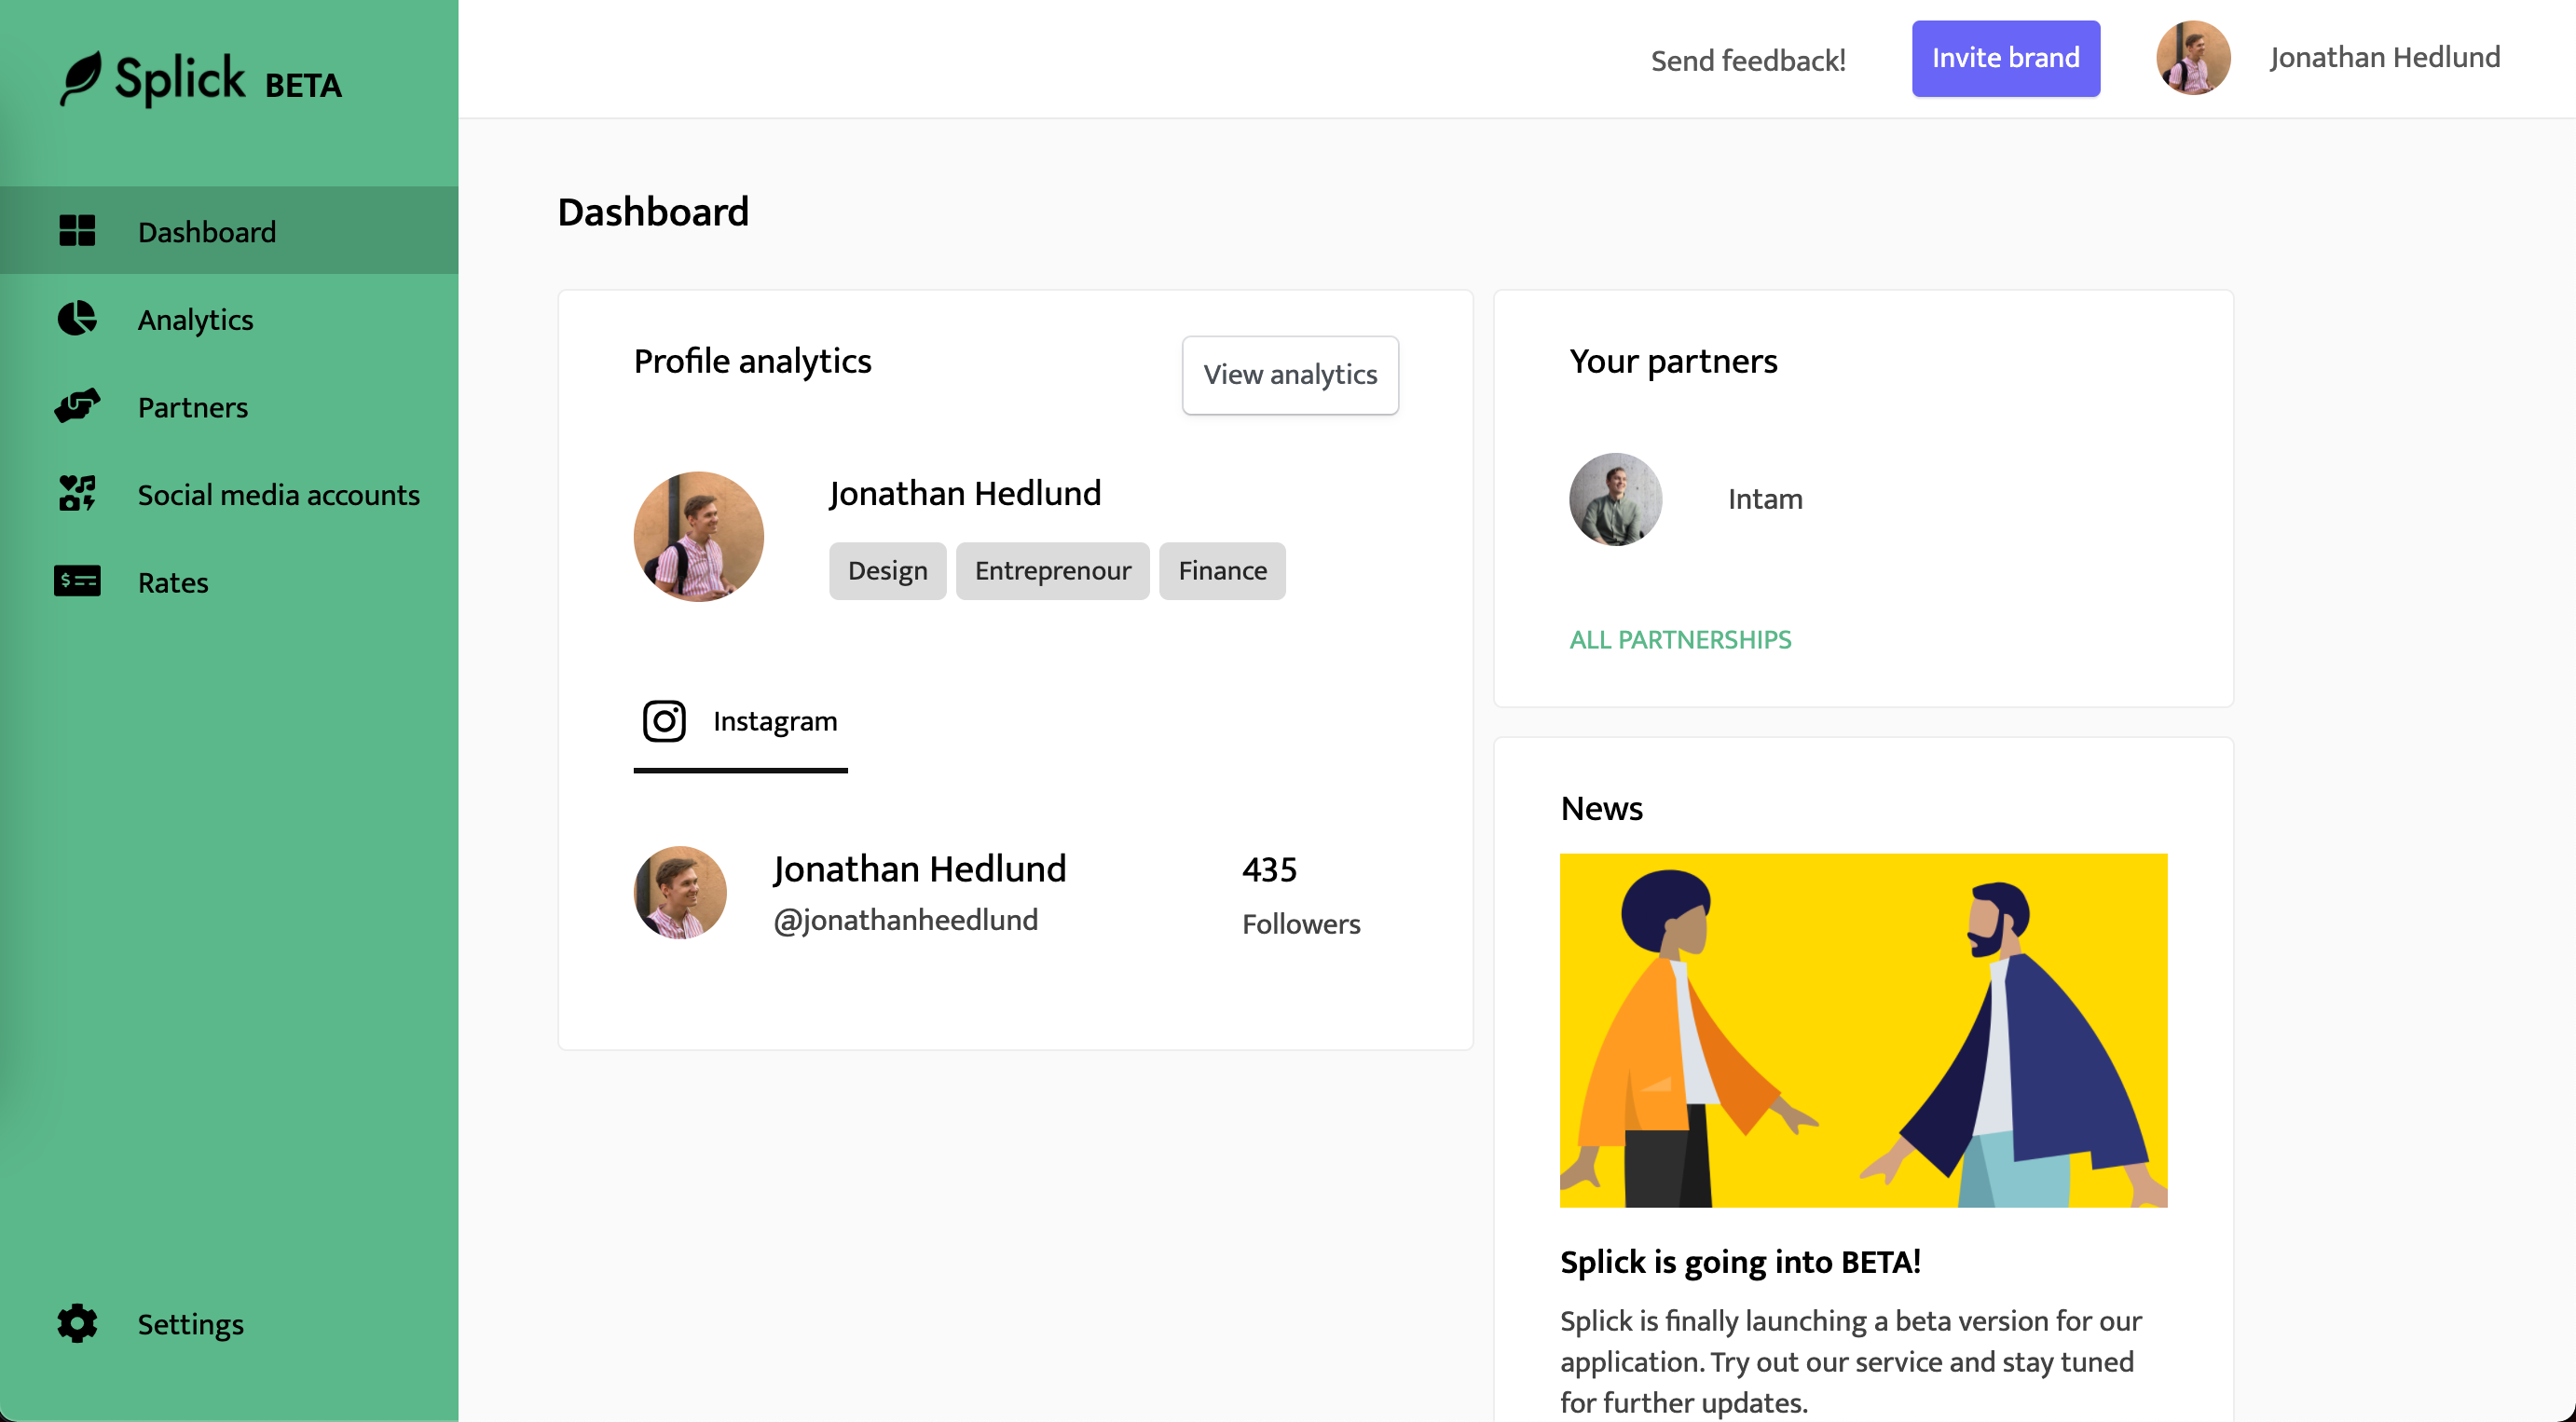 Splick BETA
Dashboard
Analytics
Partners
Social media accounts
Rates
Settings
Send feedback!
Invite brand
Jonathan Hedlund
Dashboard
Profile analytics
View analytics
Jonathan Hedlund
Design Entreprenour Finance
Instagram
Jonathan Hedlund
@jonathanheedlund
435
Followers
Your partners
Intam
ALL PARTNERSHIPS
News
Splick is going into BETA!
Splick is finally launching a beta version for our
application. Try out our service and stay tuned
for further updates.